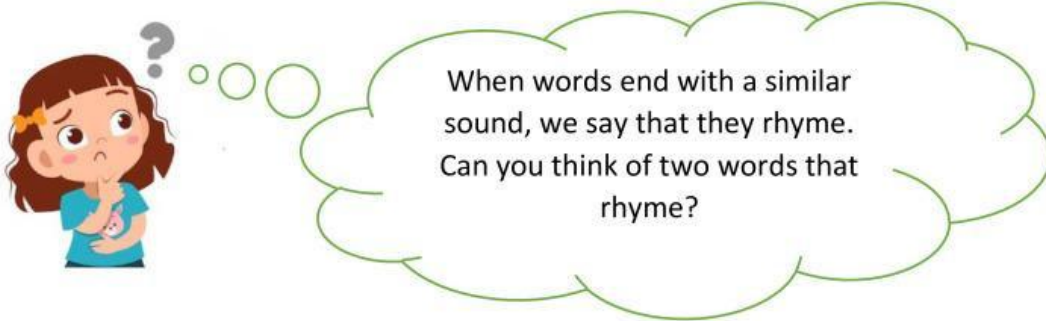 ?
When words end with a similar
sound, we say that they rhyme.
Can you think of two words that
rhyme?